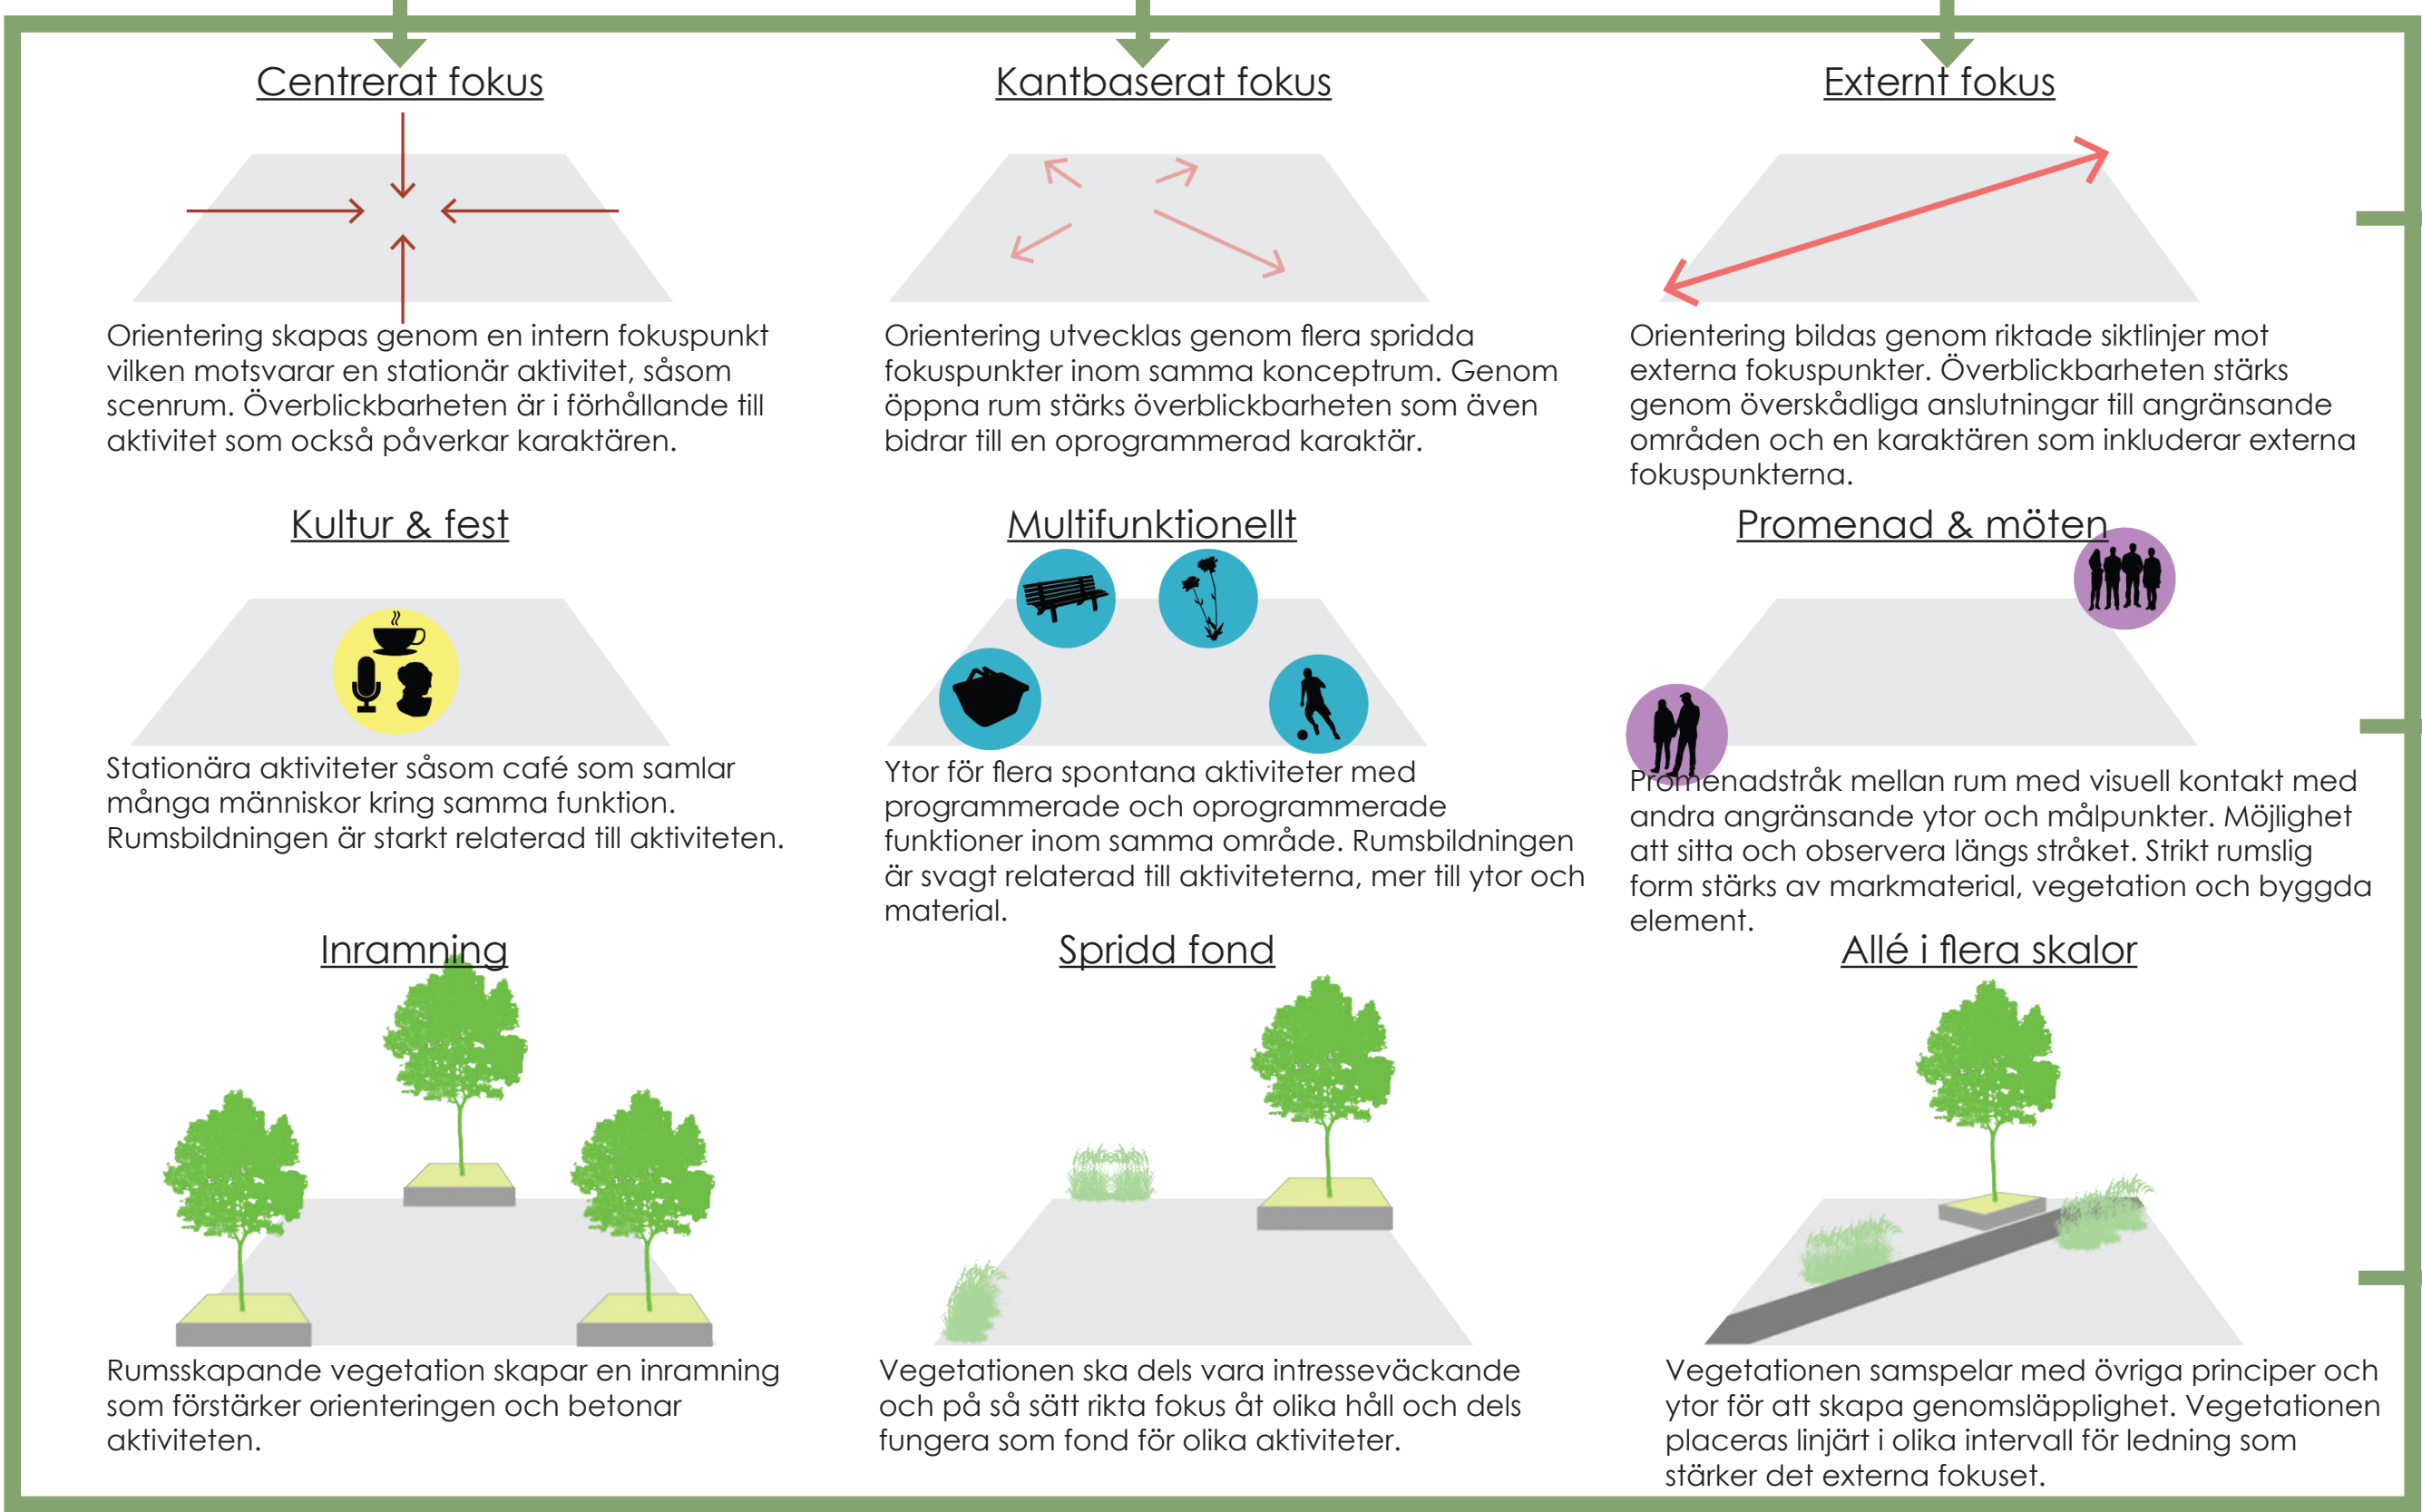 Centrerat fokus
Orientering skapas genom en intern fokuspunkt
vilken motsvarar en stationär aktivitet, såsom
scenrum. Överblickbarheten är i förhållande till
aktivitet som också påverkar karaktären.
Kantbaserat fokus
Orientering utvecklas genom flera spridda
fokuspunkter inom samma konceptrum. Genom
öppna rum stärks överblickbarheten som även
bidrar till en oprogrammerad karaktär.
Externt fokus
Orientering bildas genom riktade siktlinjer mot
externa fokuspunkter. Överblickbarheten stärks
genom överskådliga anslutningar till angränsande
områden och en karaktären som inkluderar externa
fokuspunkterna.
Kultur & fest
Stationära aktiviteter såsom café som samlar
många människor kring samma funktion.
Rumsbildningen är starkt relaterad till aktiviteten.
Multifunktionellt
Ytor för flera spontana aktiviteter med
programmerade och oprogrammerade
funktioner inom samma område. Rumsbildningen
är svagt relaterad till aktiviteterna, mer till ytor och
material.
Promenad & möten
Promenadstråk mellan rum med visuell kontakt med
andra angränsande ytor och målpunkter. Möjlighet
att sitta och observera längs stråket. Strikt rumslig
form stärks av markmaterial, vegetation och byggda
element.
Inramning
Rumsskapande vegetation skapar en inramning
som förstärker orienteringen och betonar
aktiviteten.
Spridd fond
Vegetationen ska dels vara intresseväckande
och på så sätt rikta fokus åt olika håll och dels
fungera som fond för olika aktiviteter.
Allé i flera skalor
Vegetationen samspelar med övriga principer och
ytor för att skapa genomsläpplighet. Vegetationen
placeras linjärt i olika intervall för ledning som
stärker det externa fokuset.